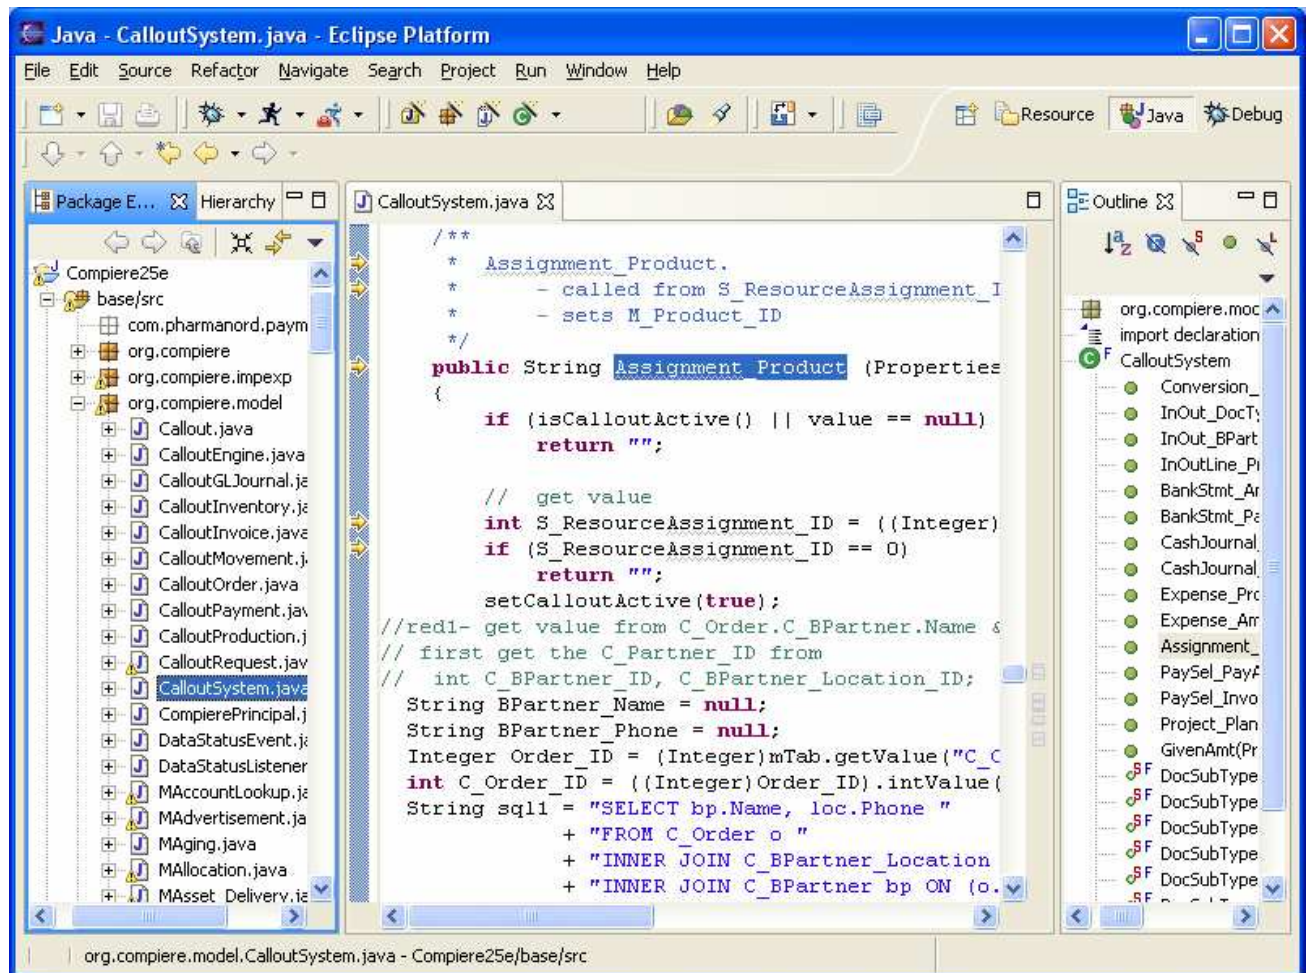 Java - CalloutSystem.java - Eclipse Platform
File Edit Source Refactor Navigate Search Project Run Window Help
Resource Java Debug
Package E... Hierarchy
Compiere25e
base/src
com.pharmanord.paym
org.compiere
org.compiere.impexp
org.compiere.model
Callout.java
CalloutEngine.java
CalloutGLJournal.ja
CalloutInventory.ja
CalloutInvoice.java
CalloutMovement.j
CalloutOrder.java
CalloutPayment.jav
CalloutProduction.j
CalloutRequest.jav
CalloutSystem.java
CompierePrincipal.j
DataStatusEvent.ja
DataStatusListener
MAccountLookup.ja
MAdvertisement.ja
MAging.java
MAllocation.java
MAsset_Delivery.ja
CalloutSystem.java
/**
* Assignment_Product.
* - called from S_ResourceAssignment_I
* - sets M_Product_ID
*/
public String Assignment_Product (Properties
{
if (isCalloutActive() || value == null)
return "";
// get value
int S_ResourceAssignment_ID = ((Integer)
if (S_ResourceAssignment_ID == 0)
return "";
setCalloutActive(true);
//red1- get value from C_Order.C_BPartner.Name &
// first get the C_Partner_ID from
// int C_BPartner_ID, C_BPartner_Location_ID;
String BPartner_Name = null;
String BPartner_Phone = null;
Integer Order_ID = (Integer)mTab.getValue("C_O
int C_Order_ID = ((Integer)Order_ID).intValue(
String sql1 = "SELECT bp.Name, loc.Phone "
+ "FROM C_Order o "
+ "INNER JOIN C_BPartner_Location
+ "INNER JOIN C_BPartner bp ON (o.
Outline
org.compiere.moc
import declaration
CalloutSystem
Conversion_
InOut_DocTy
InOut_BPart
InOutLine_Pr
BankStmt_Ar
BankStmt_Pa
CashJournal_
CashJournal_
Expense_Pro
Expense_Am
Assignment_
PaySel_PayA
PaySel_Invo
Project_Plan
GivenAmt(Pr
DocSubType
DocSubType
DocSubType
DocSubType
DocSubType
org.compiere.model.CalloutSystem.java - Compiere25e/base/src